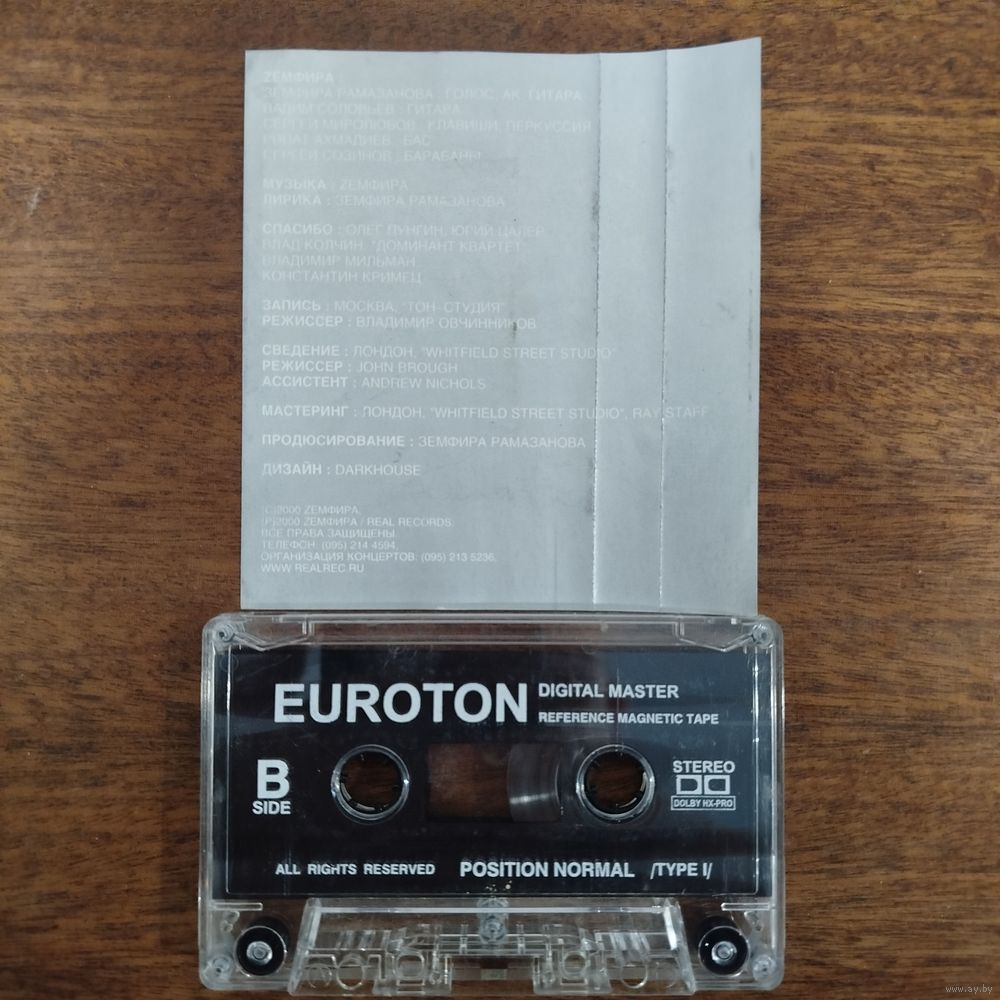 ZЕМФИРА :
ЗЕМФИРА РАМАЗАНОВА : ГОЛОС, АК. ГИТАРА
ВАДИМ СОЛОВЬЕВ : ГИТАРА
СЕРГЕЙ МИРОЛЮБОВ : КЛАВИШИ, ПЕРКУССИЯ
РИНАТ АХМАДИЕВ : БАС
СЕРГЕЙ СОЗИНОВ : БАРАБАНЫ
МУЗЫКА : ZЕМФИРА
ЛИРИКА : ЗЕМФИРА РАМАЗАНОВА
СПАСИБО : ОЛЕГ ПУНГИН, ЮРИЙ ЦАЛЕР
ВЛАД КОЛЧИН, "ДОМИНАНТ КВАРТЕТ"
ВЛАДИМИР МИЛЬМАН
КОНСТАНТИН КРИМЕЦ
ЗАПИСЬ : МОСКВА, "ТОН-СТУДИЯ"
РЕЖИССЕР : ВЛАДИМИР ОВЧИННИКОВ
СВЕДЕНИЕ : ЛОНДОН, "WHITFIELD STREET STUDIO"
РЕЖИССЕР : JOHN BROUGH
АССИСТЕНТ : ANDREW NICHOLS
МАСТЕРИНГ : ЛОНДОН, "WHITFIELD STREET STUDIO", RAY STAFF
ПРОДЮСИРОВАНИЕ : ЗЕМФИРА РАМАЗАНОВА
ДИЗАЙН : DARKHOUSE
(C)2000 ZЕМФИРА.
(P)2000 ZЕМФИРА / REAL RECORDS.
ВСЕ ПРАВА ЗАЩИЩЕНЫ.
ТЕЛЕФОН: (095) 214 4594,
ОРГАНИЗАЦИЯ КОНЦЕРТОВ: (095) 213 5236,
WWW.REALREC.RU
EUROTON DIGITAL MASTER
REFERENCE MAGNETIC TAPE
B
SIDE
STEREO
DOLBY HX-PRO
ALL RIGHTS RESERVED POSITION NORMAL /TYPE I/
www.ay.by